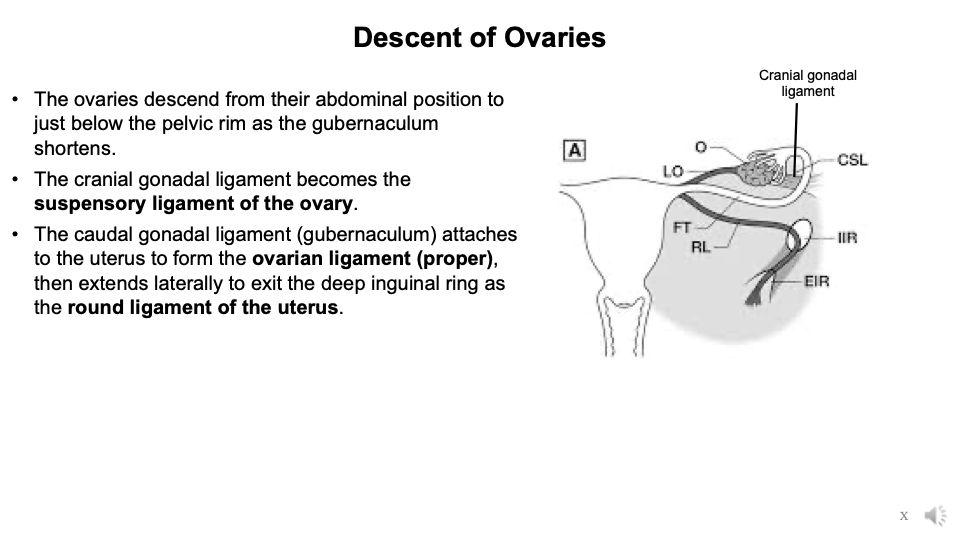 Descent of Ovaries
• The ovaries descend from their abdominal position to
just below the pelvic rim as the gubernaculum
shortens.
• The cranial gonadal ligament becomes the
suspensory ligament of the ovary.
• The caudal gonadal ligament (gubernaculum) attaches
to the uterus to form the ovarian ligament (proper),
then extends laterally to exit the deep inguinal ring as
the round ligament of the uterus.
Cranial gonadal
ligament
A
O
CSL
LO
FT
RL
IIR
EIR
X